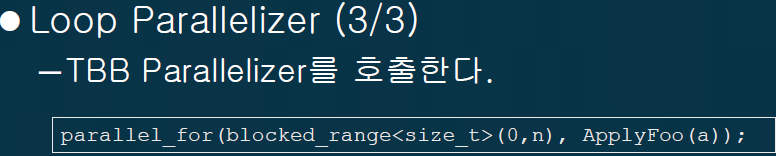 ● Loop Parallelizer (3/3)
–TBB Parallelizer를 호출한다.
parallel_for(blocked_range<size_t>(0,n), ApplyFoo(a));